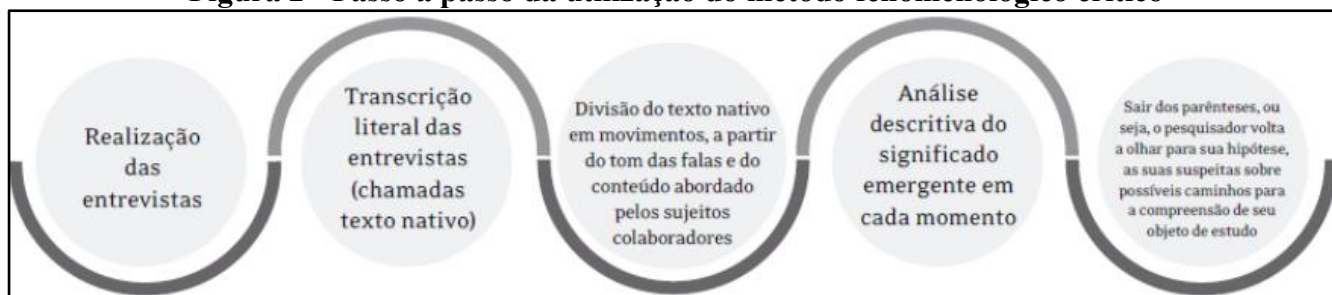 Realização
das
entrevistas
Transcrição
literal das
entrevistas
(chamadas
texto nativo)
Divisão do texto nativo
em movimentos, a partir
do tom das falas e do
conteúdo abordado
pelos sujeitos
colaboradores
Análise
descritiva do
significado
emergente em
cada momento
Sair dos parênteses, ou
seja, o pesquisador volta
a olhar para sua hipótese,
as suas suspeitas sobre
possíveis caminhos para
a compreensão de seu
objeto de estudo